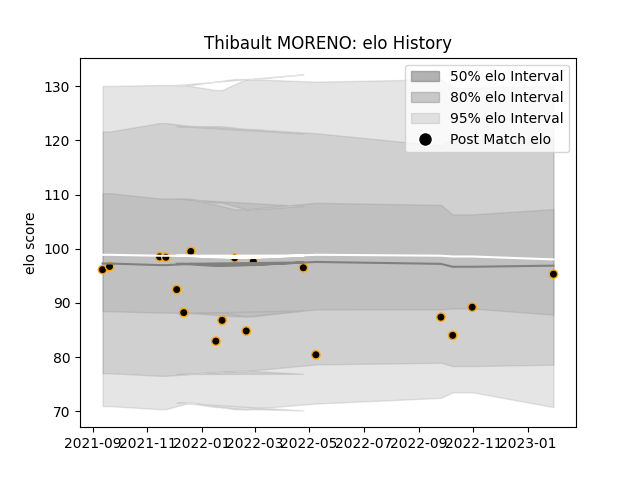 Thibault MORENO: elo History
50% elo Interval
80% elo Interval
95% elo Interval
Post Match elo
elo score
130
120
110
100
90
80
70
2021-09 2021-11 2022-01 2022-03 2022-05 2022-07 2022-09 2022-11 2023-01